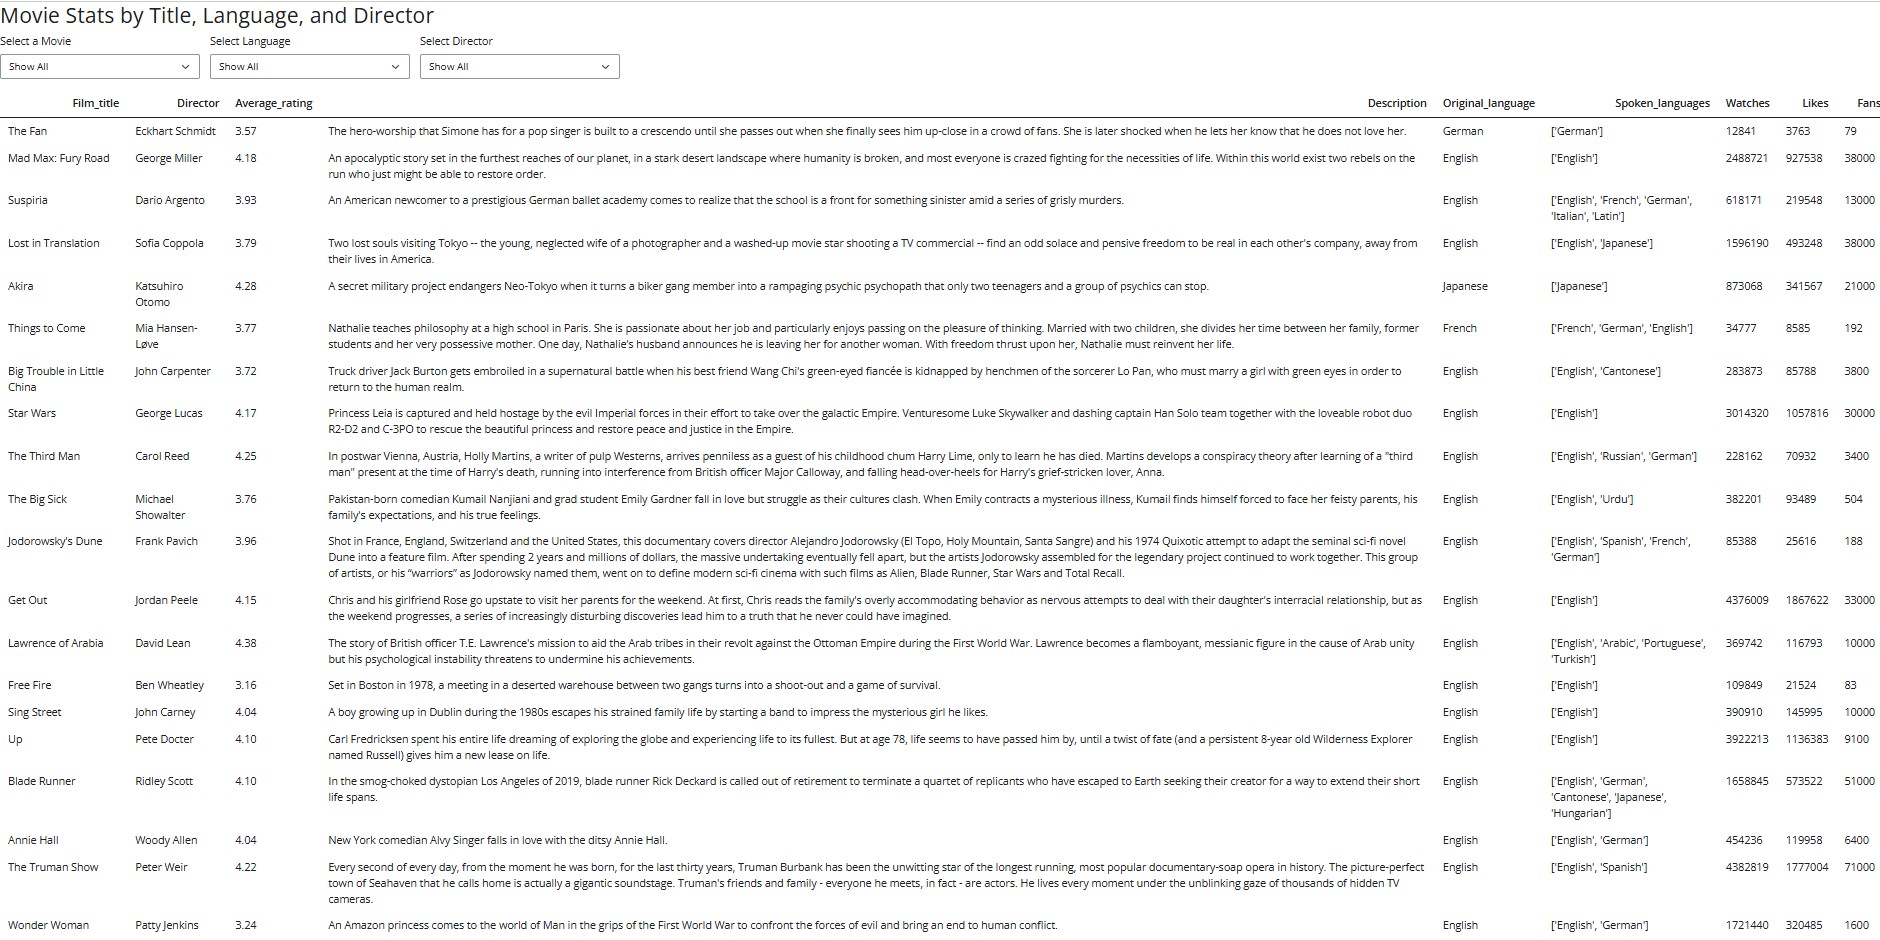 Movie Stats by Title, Language, and Director
Select a Movie Select Language Select Director
Show All Show All Show All
Film_title Director Average_rating Description Original_language Spoken_languages Watches Likes Fans
The Fan Eckhart Schmidt 3.57 The hero-worship that Simone has for a pop singer is built to a crescendo until she passes out when she finally sees him up-close in a crowd of fans. She is later shocked when he lets her know that he does not love her. German ['German'] 12841 3763 79
Mad Max: Fury Road George Miller 4.18 An apocalyptic story set in the furthest reaches of our planet, in a stark desert landscape where humanity is broken, and most everyone is crazed fighting for the necessities of life. Within this world exist two rebels on the English ['English'] 2488721 927538 38000
run who just might be able to restore order.
Suspiria Dario Argento 3.93 An American newcomer to a prestigious German ballet academy comes to realize that the school is a front for something sinister amid a series of grisly murders. English ['English', 'French', 'German', 618171 219548 13000
'Italian', 'Latin']
Lost in Translation Sofia Coppola 3.79 Two lost souls visiting Tokyo -- the young, neglected wife of a photographer and a washed-up movie star shooting a TV commercial -- find an odd solace and pensive freedom to be real in each other's company, away from English ['English', 'Japanese'] 1596190 493248 38000
their lives in America.
Akira Katsuhiro 4.28 A secret military project endangers Neo-Tokyo when it turns a biker gang member into a rampaging psychic psychopath that only two teenagers and a group of psychics can stop. Japanese ['Japanese'] 873068 341567 21000
Otomo
Things to Come Mia Hansen- 3.77 Nathalie teaches philosophy at a high school in Paris. She is passionate about her job and particularly enjoys passing on the pleasure of thinking. Married with two children, she divides her time between her family, former French ['French', 'German', 'English'] 34777 8585 192
Løve students and her very possessive mother. One day, Nathalie's husband announces he is leaving her for another woman. With freedom thrust upon her, Nathalie must reinvent her life.
Big Trouble in Little John Carpenter 3.72 Truck driver Jack Burton gets embroiled in a supernatural battle when his best friend Wang Chi's green-eyed fiancée is kidnapped by henchmen of the sorcerer Lo Pan, who must marry a girl with green eyes in order to English ['English', 'Cantonese'] 283873 85788 3800
China return to the human realm.
Star Wars George Lucas 4.17 Princess Leia is captured and held hostage by the evil Imperial forces in their effort to take over the galactic Empire. Venturesome Luke Skywalker and dashing captain Han Solo team together with the loveable robot duo English ['English'] 3014320 1057816 30000
R2-D2 and C-3PO to rescue the beautiful princess and restore peace and justice in the Empire.
The Third Man Carol Reed 4.25 In postwar Vienna, Austria, Holly Martins, a writer of pulp Westerns, arrives penniless as a guest of his childhood chum Harry Lime, only to learn he has died. Martins develops a conspiracy theory after learning of a "third English ['English', 'Russian', 'German'] 228162 70932 3400
man" present at the time of Harry's death, running into interference from British officer Major Calloway, and falling head-over-heels for Harry's grief-stricken lover, Anna.
The Big Sick Michael 3.76 Pakistan-born comedian Kumail Nanjiani and grad student Emily Gardner fall in love but struggle as their cultures clash. When Emily contracts a mysterious illness, Kumail finds himself forced to face her feisty parents, his English ['English', 'Urdu'] 382201 93489 504
Showalter family's expectations, and his true feelings.
Jodorowsky's Dune Frank Pavich 3.96 Shot in France, England, Switzerland and the United States, this documentary covers director Alejandro Jodorowsky (El Topo, Holy Mountain, Santa Sangre) and his 1974 Quixotic attempt to adapt the seminal sci-fi novel English ['English', 'Spanish', 'French', 85388 25616 188
Dune into a feature film. After spending 2 years and millions of dollars, the massive undertaking eventually fell apart, but the artists Jodorowsky assembled for the legendary project continued to work together. This group 'German']
of artists, or his “warriors” as Jodorowsky named them, went on to define modern sci-fi cinema with such films as Alien, Blade Runner, Star Wars and Total Recall.
Get Out Jordan Peele 4.15 Chris and his girlfriend Rose go upstate to visit her parents for the weekend. At first, Chris reads the family's overly accommodating behavior as nervous attempts to deal with their daughter's interracial relationship, but as English ['English'] 4376009 1867622 33000
the weekend progresses, a series of increasingly disturbing discoveries lead him to a truth that he never could have imagined.
Lawrence of Arabia David Lean 4.38 The story of British officer T.E. Lawrence's mission to aid the Arab tribes in their revolt against the Ottoman Empire during the First World War. Lawrence becomes a flamboyant, messianic figure in the cause of Arab unity English ['English', 'Arabic', 'Portuguese', 369742 116793 10000
but his psychological instability threatens to undermine his achievements. 'Turkish']
Free Fire Ben Wheatley 3.16 Set in Boston in 1978, a meeting in a deserted warehouse between two gangs turns into a shoot-out and a game of survival. English ['English'] 109849 21524 83
Sing Street John Carney 4.04 A boy growing up in Dublin during the 1980s escapes his strained family life by starting a band to impress the mysterious girl he likes. English ['English'] 390910 145995 10000
Up Pete Docter 4.10 Carl Fredricksen spent his entire life dreaming of exploring the globe and experiencing life to its fullest. But at age 78, life seems to have passed him by, until a twist of fate (and a persistent 8-year old Wilderness Explorer English ['English'] 3922213 1136383 9100
named Russell) gives him a new lease on life.
Blade Runner Ridley Scott 4.10 In the smog-choked dystopian Los Angeles of 2019, blade runner Rick Deckard is called out of retirement to terminate a quartet of replicants who have escaped to Earth seeking their creator for a way to extend their short English ['English', 'German', 1658845 573522 51000
life spans. 'Cantonese', 'Japanese',
'Hungarian']
Annie Hall Woody Allen 4.04 New York comedian Alvy Singer falls in love with the ditsy Annie Hall. English ['English', 'German'] 454236 119958 6400
The Truman Show Peter Weir 4.22 Every second of every day, from the moment he was born, for the last thirty years, Truman Burbank has been the unwitting star of the longest running, most popular documentary-soap opera in history. The picture-perfect English ['English', 'Spanish'] 4382819 1777004 71000
town of Seahaven that he calls home is actually a gigantic soundstage. Truman's friends and family - everyone he meets, in fact - are actors. He lives every moment under the unblinking gaze of thousands of hidden TV
cameras.
Wonder Woman Patty Jenkins 3.24 An Amazon princess comes to the world of Man in the grips of the First World War to confront the forces of evil and bring an end to human conflict. English ['English', 'German'] 1721440 320485 1600